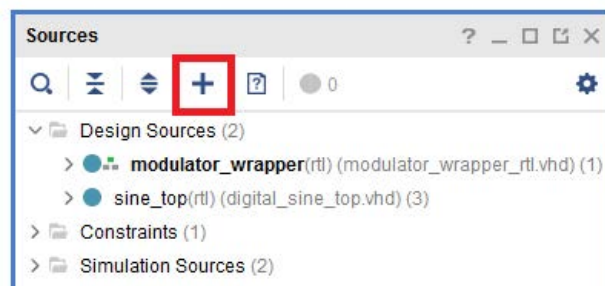 Sources ? _
0
Design Sources (2)
modulator_wrapper(rtl) (modulator_wrapper_rtl.vhd) (1)
sine_top(rtl) (digital_sine_top.vhd) (3)
Constraints (1)
Simulation Sources (2)